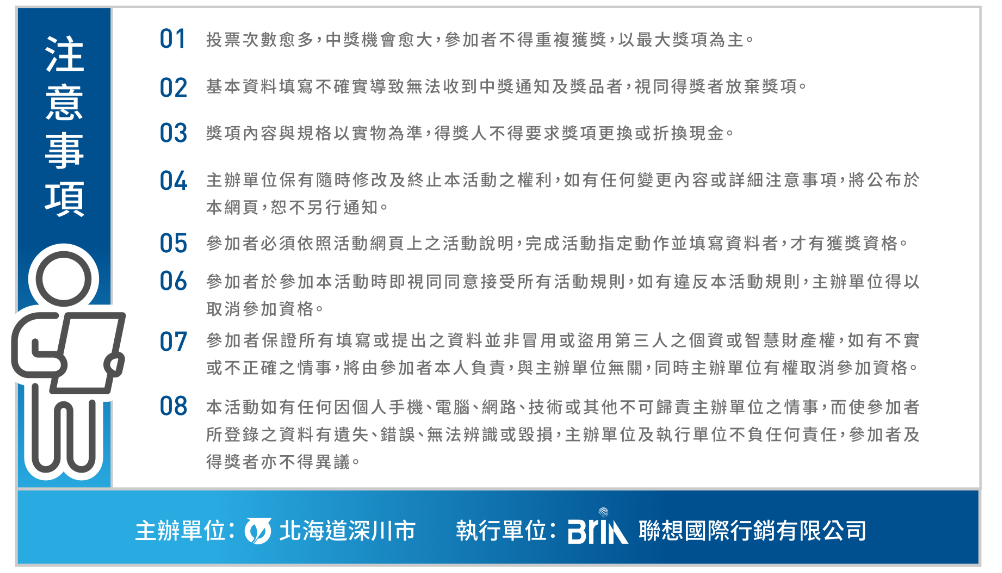 注意事項
01 投票次數愈多,中獎機會愈大,參加者不得重複獲獎,以最大獎項為主。
02 基本資料填寫不確實導致無法收到中獎通知及獎品者,視同得獎者放棄獎項。
03 獎項內容與規格以實物為準,得獎人不得要求獎項更換或折換現金。
04 主辦單位保有隨時修改及終止本活動之權利,如有任何變更內容或詳細注意事項,將公布於
本網頁,恕不另行通知。
05 參加者必須依照活動網頁上之活動說明,完成活動指定動作並填寫資料者,才有獲獎資格。
06 參加者於參加本活動時即視同同意接受所有活動規則,如有違反本活動規則,主辦單位得以
取消參加資格。
07 參加者保證所有填寫或提出之資料並非冒用或盜用第三人之個資或智慧財產權,如有不實
或不正確之情事,將由參加者本人負責,與主辦單位無關,同時主辦單位有權取消參加資格。
08 本活動如有任何因個人手機、電腦、網路、技術或其他不可歸責主辦單位之情事,而使參加者
所登錄之資料有遺失、錯誤、無法辨識或毀損,主辦單位及執行單位不負任何責任,參加者及
得獎者亦不得異議。
主辦單位: 北海道深川市 執行單位: BriM 聯想國際行銷有限公司